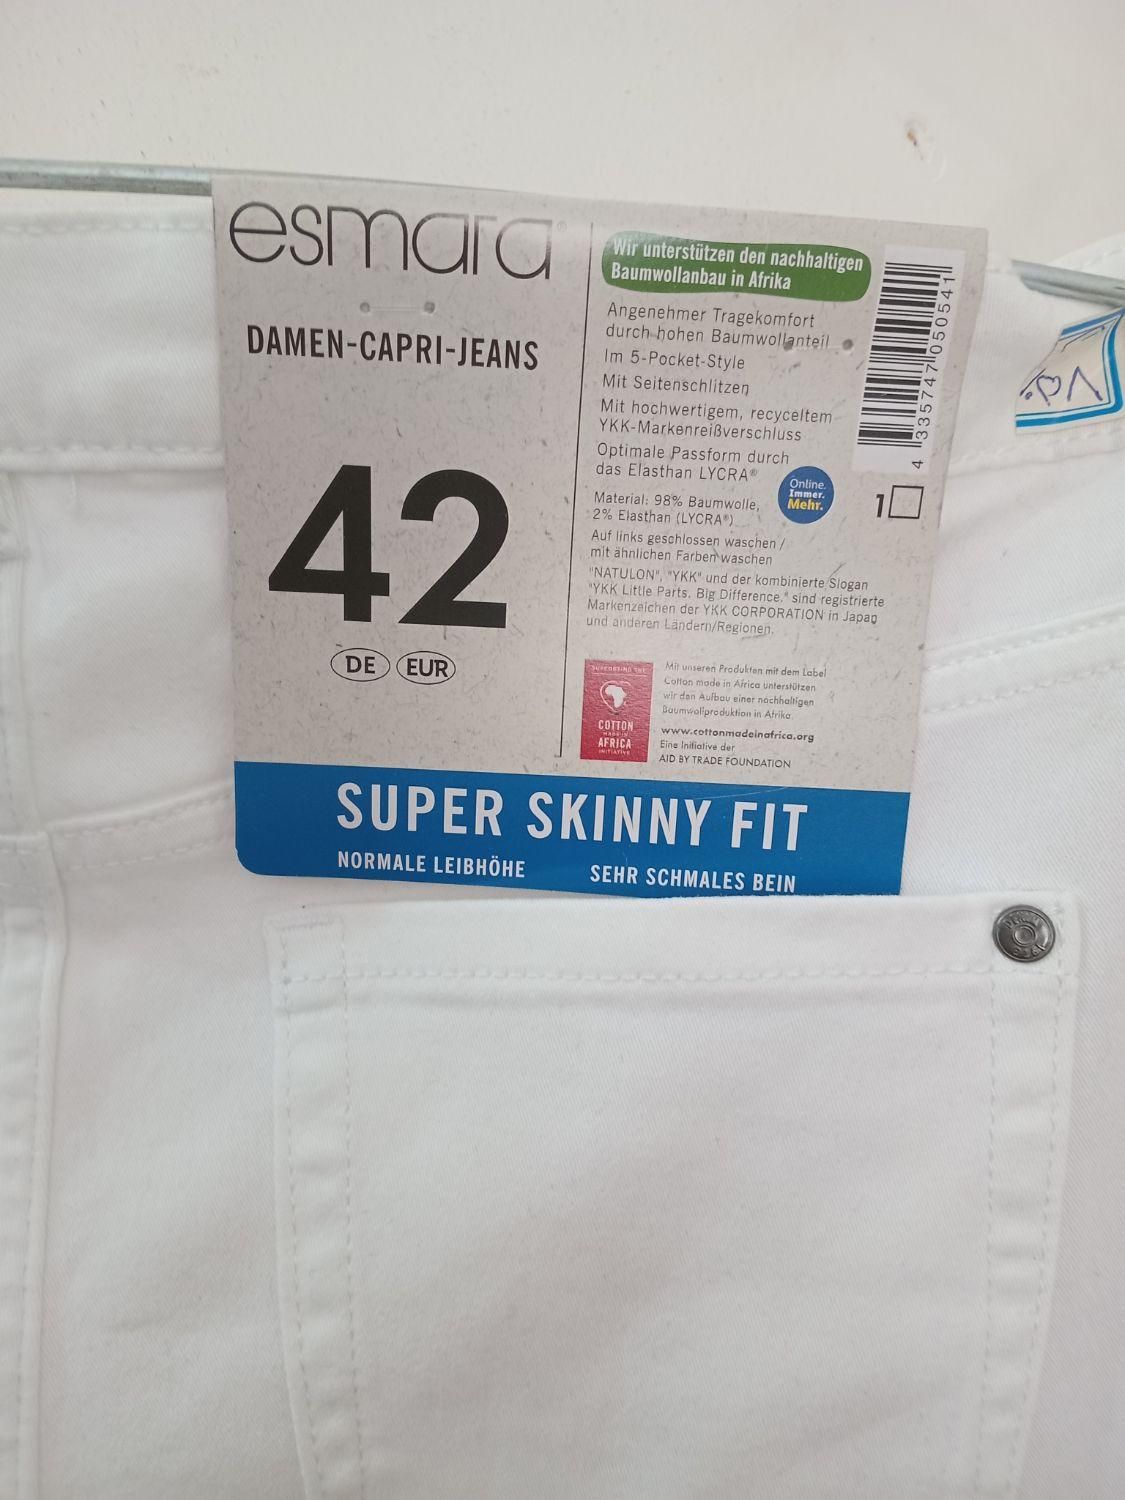 esmara®
DAMEN-CAPRI-JEANS
42
DE EUR
Wir unterstützen den nachhaltigen
Baumwollanbau in Afrika
Angenehmer Tragekomfort
durch hohen Baumwollanteil
Im 5-Pocket-Style
Mit Seitenschlitzen
Mit hochwertigem, recyceltem
YKK-Markenreißverschluss
Optimale Passform durch
das Elasthan LYCRA®
Material: 98% Baumwolle,
2% Elasthan (LYCRA®)
Online.
Immer.
Mehr.
Auf links geschlossen waschen /
mit ähnlichen Farben waschen
"NATULON", "YKK" und der kombinierte Slogan
"YKK Little Parts. Big Difference." sind registrierte
Markenzeichen der YKK CORPORATION in Japan
und anderen Ländern/Regionen.
4 335747 050541
1
SUPPORTING THE
COTTON
MADE IN
AFRICA
INITIATIVE
Mit unseren Produkten mit dem Label
Cotton made in Africa unterstützen
wir den Aufbau einer nachhaltigen
Baumwollproduktion in Afrika.
www.cottonmadeinafrica.org
Eine Initiative der
AID BY TRADE FOUNDATION
SUPER SKINNY FIT
NORMALE LEIBHÖHE SEHR SCHMALES BEIN